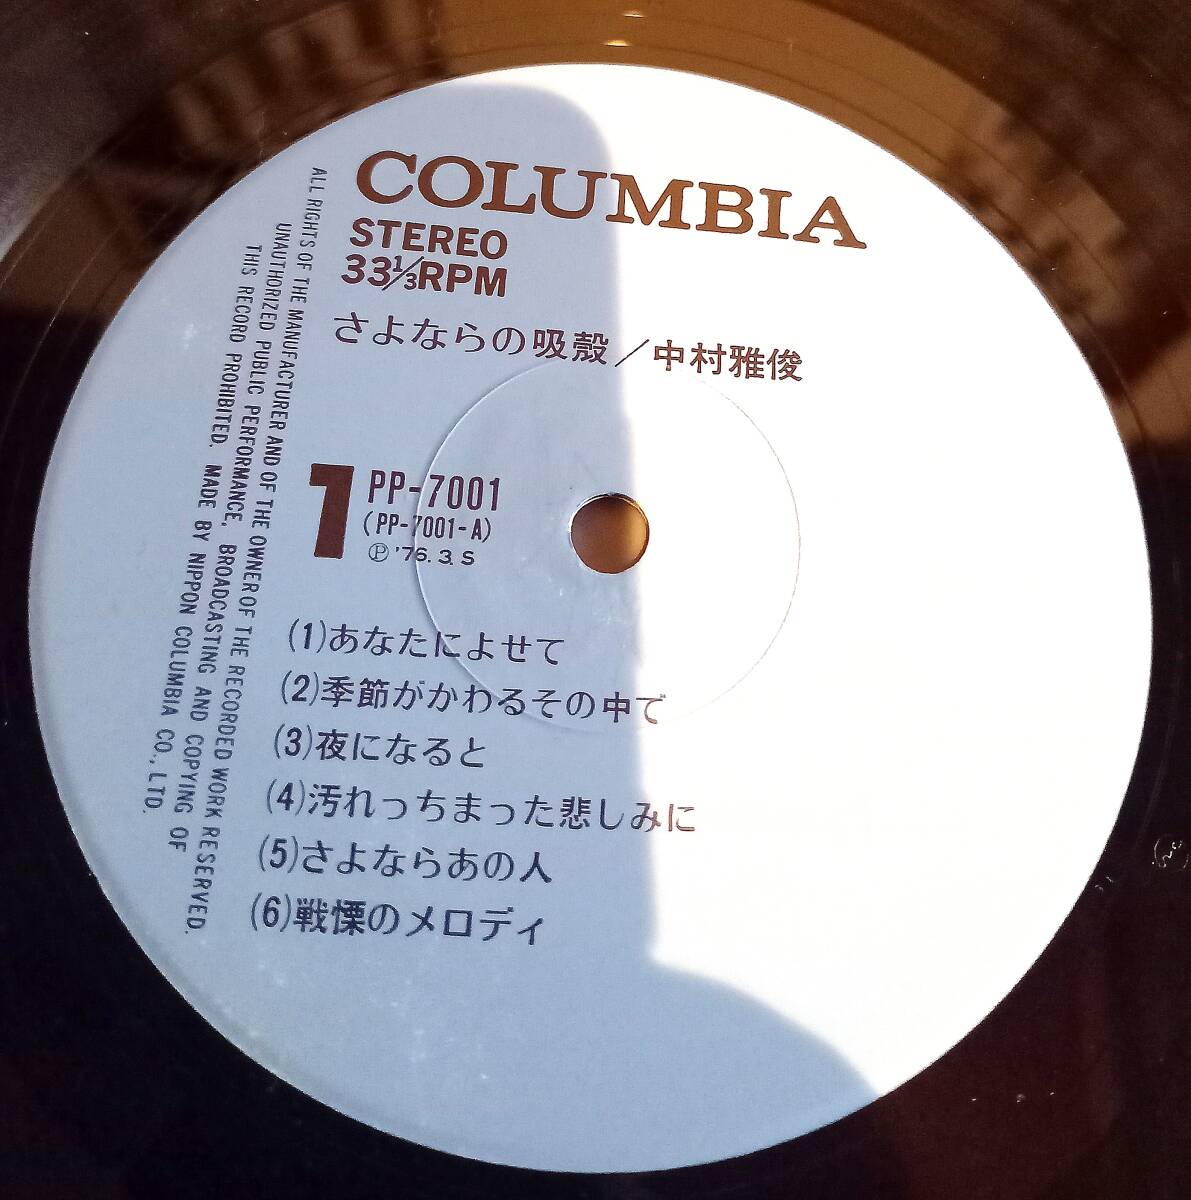 COLUMBIA
STEREO
33 1/3 RPM
さよならの吸殻/中村雅俊
1
PP-7001
(PP-7001-A)
Ⓟ'76.3.S
(1)あなたによせて
(2)季節がかわるその中で
(3)夜になると
(4)汚れっちまった悲しみに
(5)さよならあの人
(6)戦慄のメロディ
ALL RIGHTS OF THE MANUFACTURER AND OF THE OWNER OF THE RECORDED WORK RESERVED.
UNAUTHORIZED PUBLIC PERFORMANCE, BROADCASTING AND COPYING OF
THIS RECORD PROHIBITED. MADE BY NIPPON COLUMBIA CO., LTD.